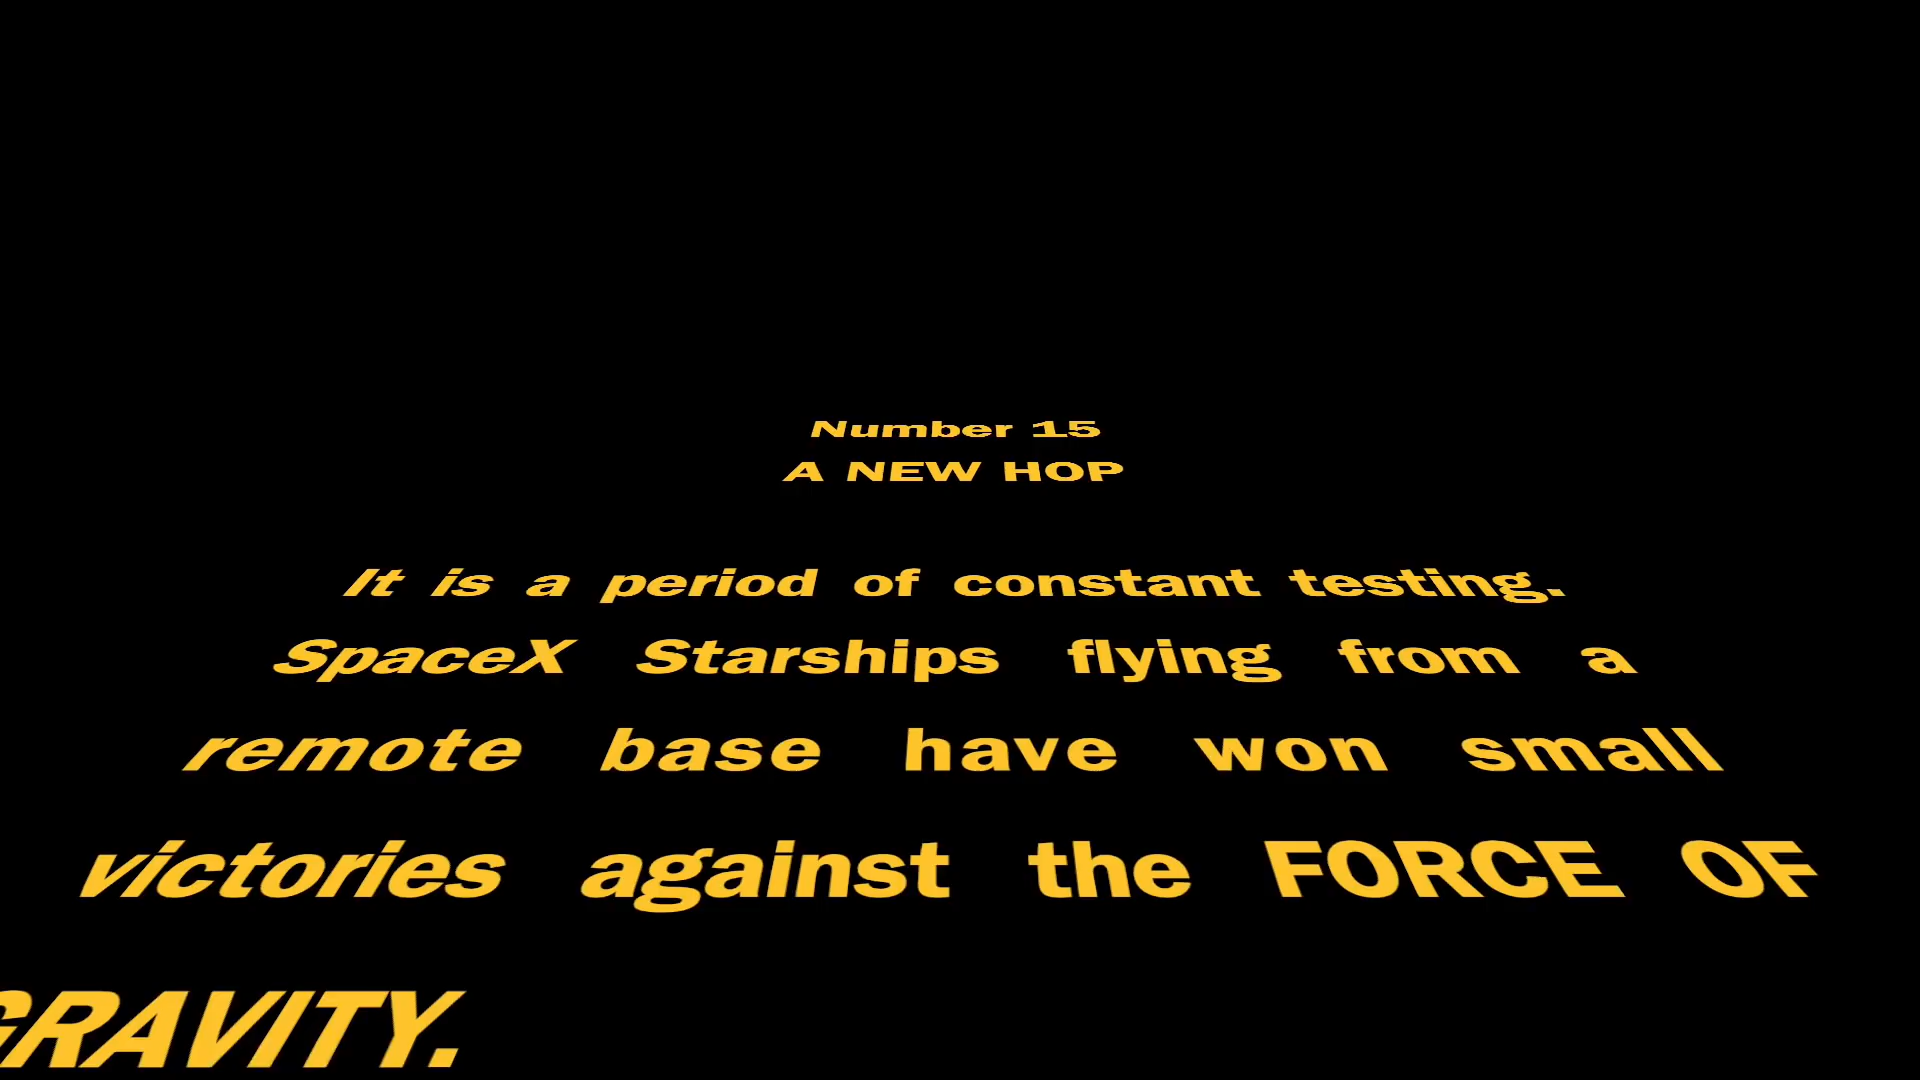 Number 15
A NEW HOP
It is a period of constant testing.
SpaceX Starships flying from a
remote base have won small
victories against the FORCE OF
GRAVITY.